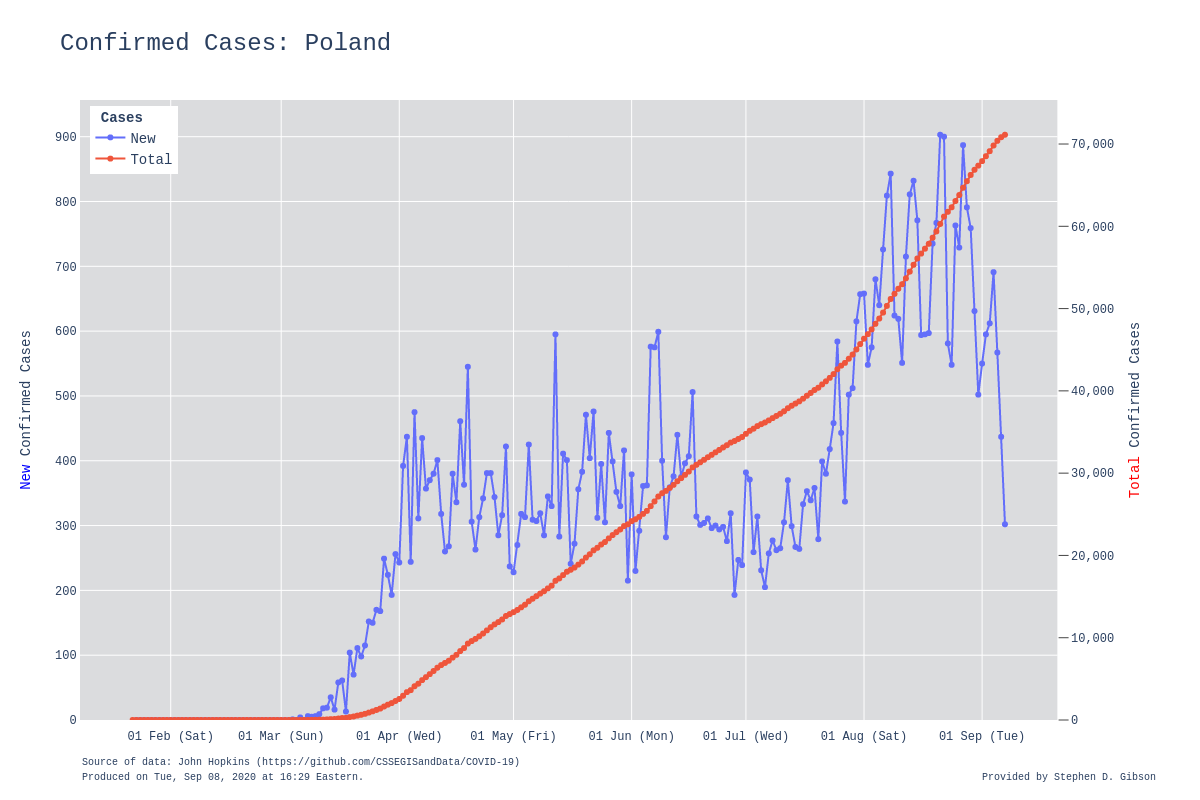 Confirmed Cases: Poland
Cases
New
Total
900
800
700
600
500
400
300
200
100
0
New Confirmed Cases
70,000
60,000
50,000
40,000
30,000
20,000
10,000
0
Total Confirmed Cases
01 Feb (Sat) 01 Mar (Sun) 01 Apr (Wed) 01 May (Fri) 01 Jun (Mon) 01 Jul (Wed) 01 Aug (Sat) 01 Sep (Tue)
Source of data: John Hopkins (https://github.com/CSSEGISandData/COVID-19)
Produced on Tue, Sep 08, 2020 at 16:29 Eastern.
Provided by Stephen D. Gibson